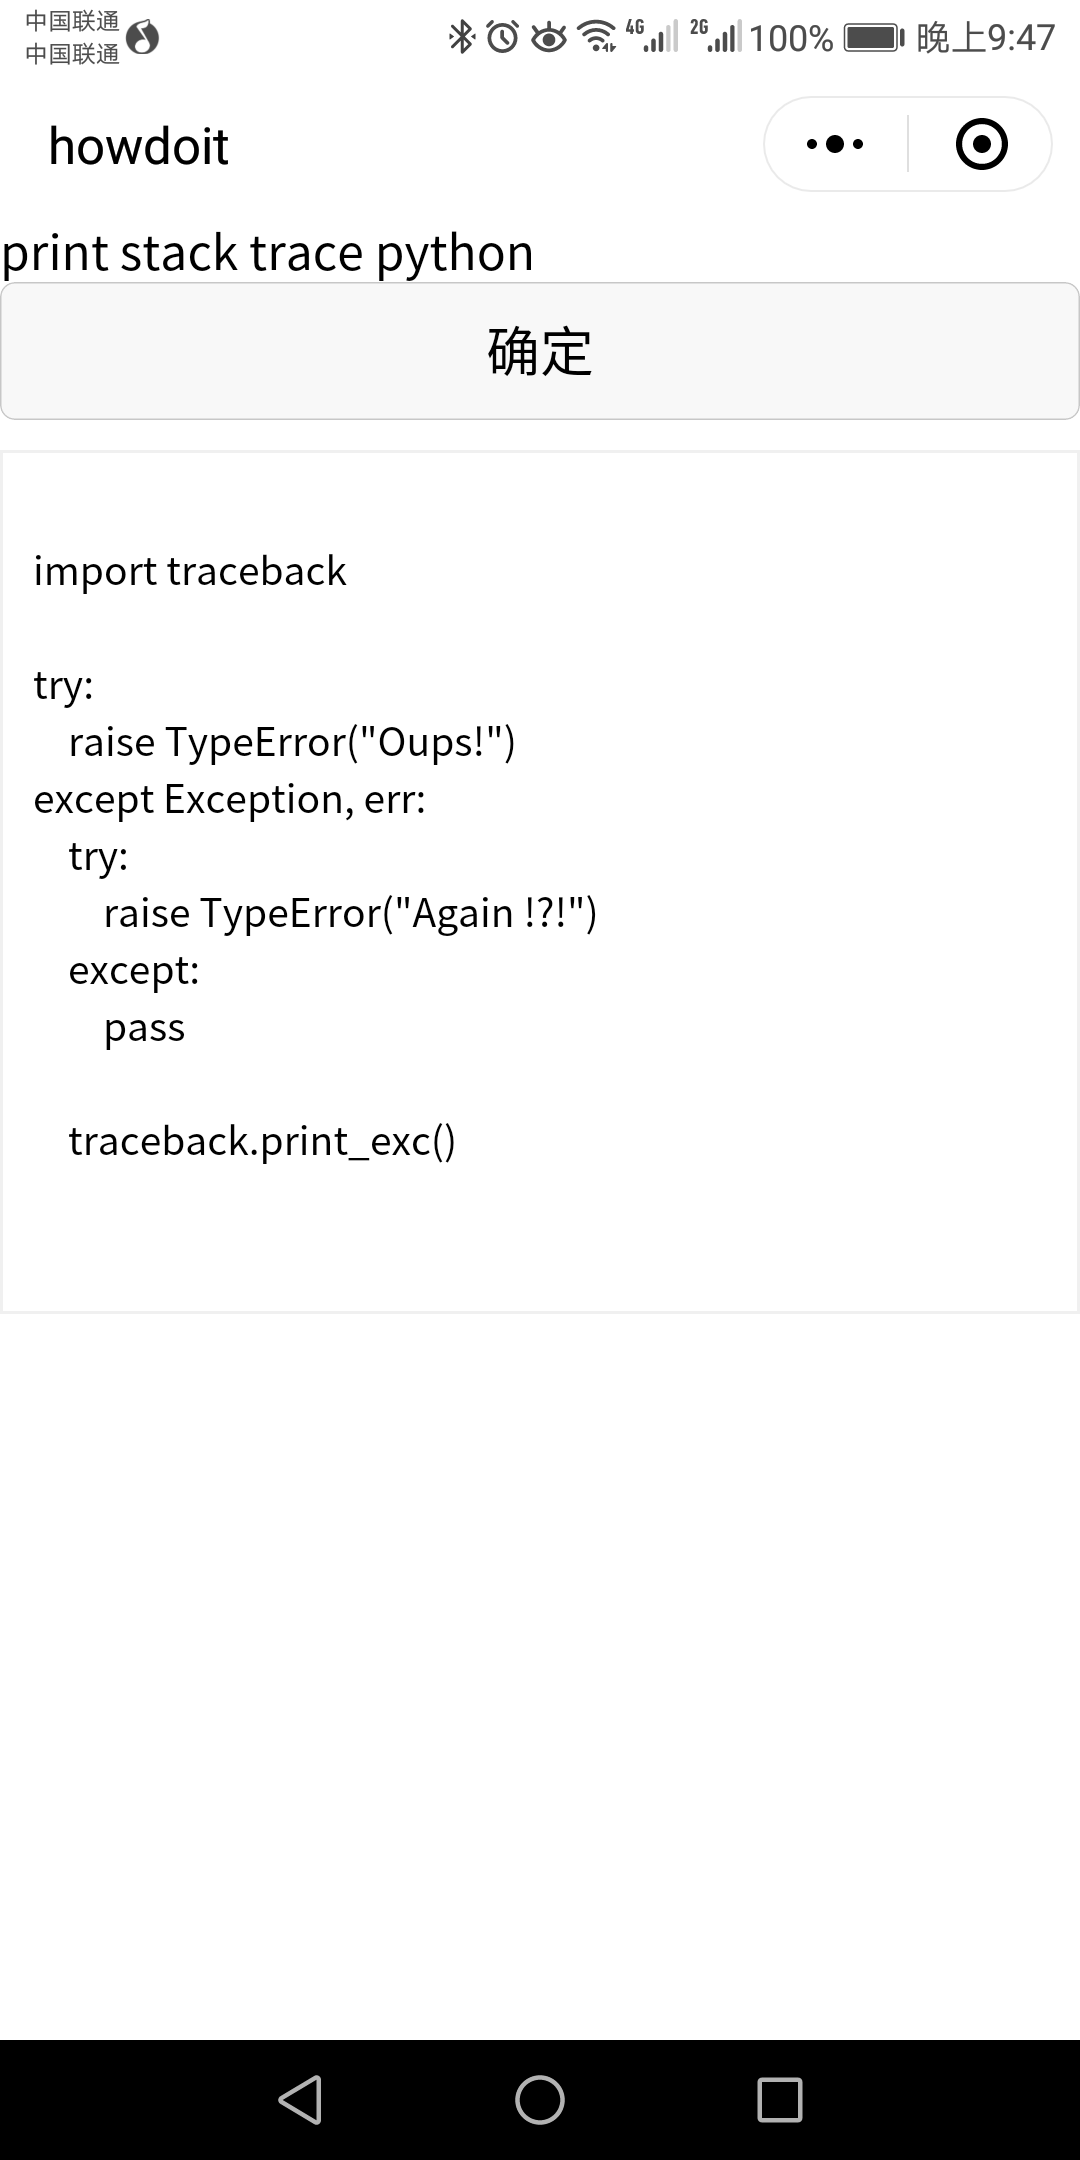 中国联通
中国联通
4G 2G 100% 晚上9:47
howdoit
print stack trace python
确定
import traceback
try:
    raise TypeError("Oups!")
except Exception, err:
    try:
        raise TypeError("Again !?!")
    except:
        pass
    traceback.print_exc()